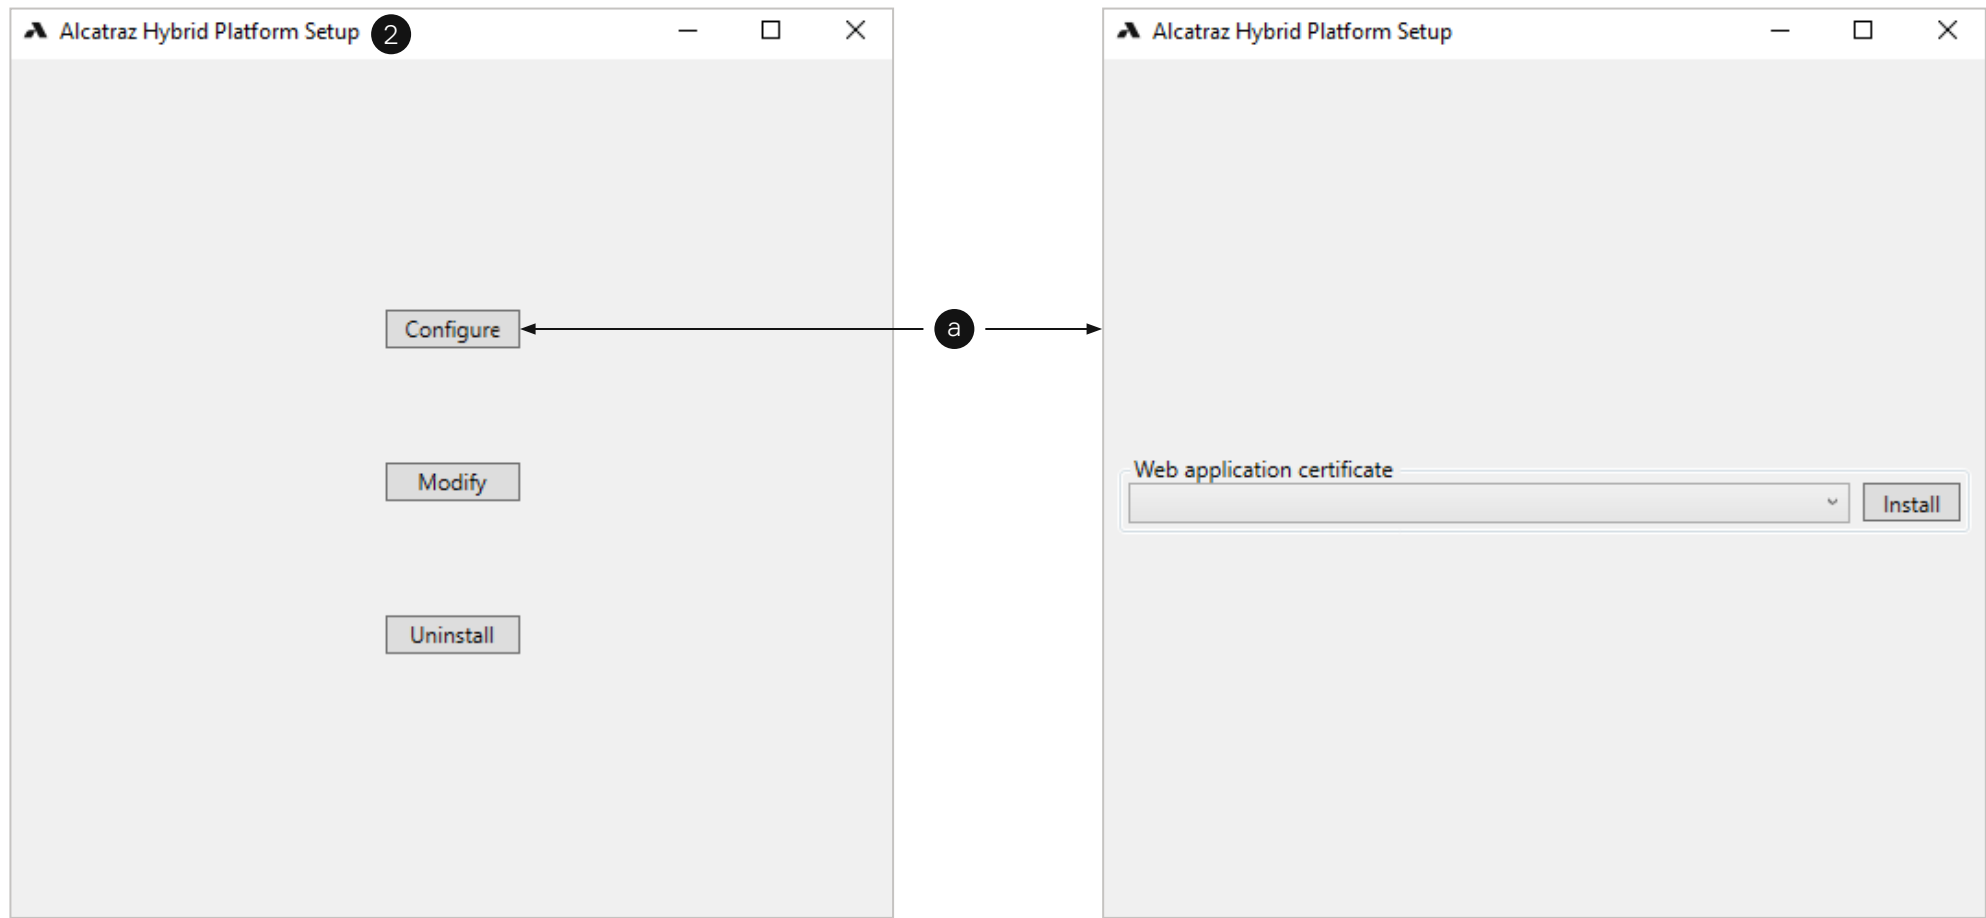 Alcatraz Hybrid Platform Setup 2
Configure
Modify
Uninstall
a
Alcatraz Hybrid Platform Setup
Web application certificate
Install